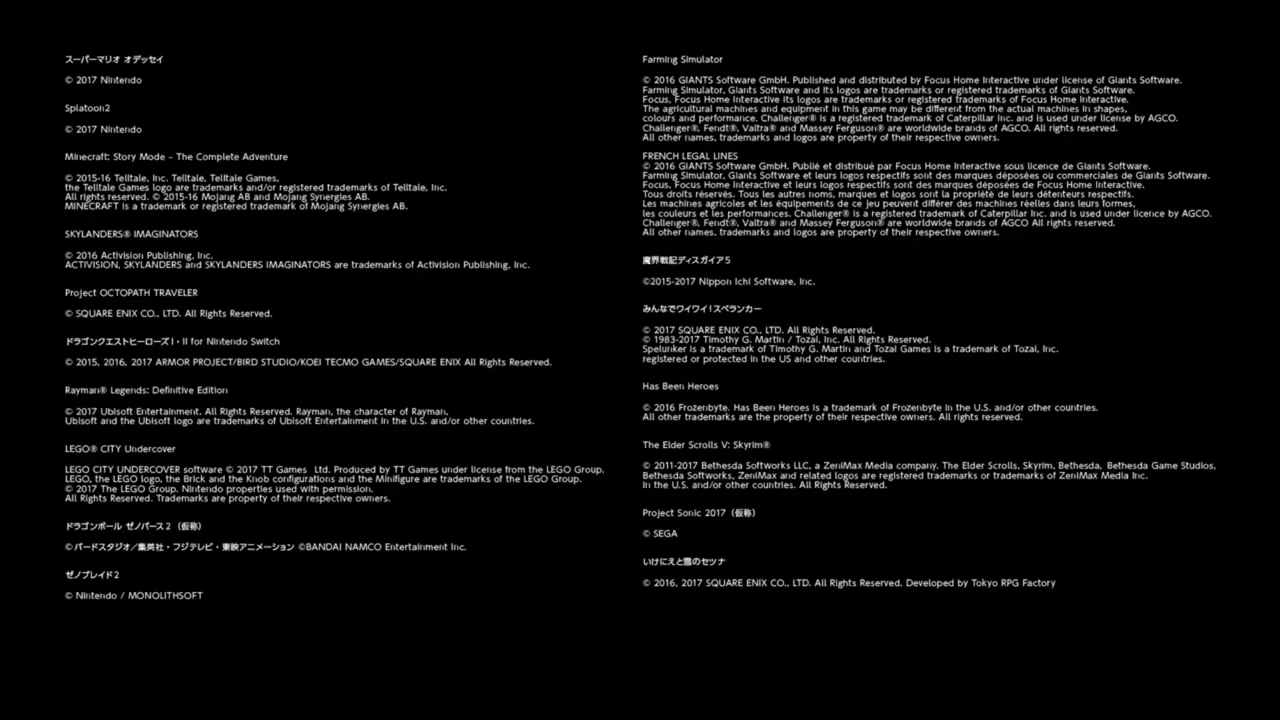 スーパーマリオ オデッセイ
© 2017 Nintendo
Splatoon2
© 2017 Nintendo
Minecraft: Story Mode - The Complete Adventure
© 2015-16 Telltale, Inc. Telltale, Telltale Games,
the Telltale Games logo are trademarks and/or registered trademarks of Telltale, Inc.
All rights reserved. © 2015-16 Mojang AB and Mojang Synergies AB.
MINECRAFT is a trademark or registered trademark of Mojang Synergies AB.
SKYLANDERS® IMAGINATORS
© 2016 Activision Publishing, Inc.
ACTIVISION, SKYLANDERS and SKYLANDERS IMAGINATORS are trademarks of Activision Publishing, Inc.
Project OCTOPATH TRAVELER
© SQUARE ENIX CO., LTD. All Rights Reserved.
ドラゴンクエストヒーローズI・II for Nintendo Switch
© 2015, 2016, 2017 ARMOR PROJECT/BIRD STUDIO/KOEI TECMO GAMES/SQUARE ENIX All Rights Reserved.
Rayman® Legends: Definitive Edition
© 2017 Ubisoft Entertainment. All Rights Reserved. Rayman, the character of Rayman,
Ubisoft and the Ubisoft logo are trademarks of Ubisoft Entertainment in the U.S. and/or other countries.
LEGO® CITY Undercover
LEGO CITY UNDERCOVER software © 2017 TT Games Ltd. Produced by TT Games under license from the LEGO Group.
LEGO, the LEGO logo, the Brick and the Knob configurations and the Minifigure are trademarks of the LEGO Group.
© 2017 The LEGO Group. Nintendo properties used with permission.
All Rights Reserved. Trademarks are property of their respective owners.
ドラゴンボール ゼノバース2（仮称）
©バードスタジオ／集英社・フジテレビ・東映アニメーション ©BANDAI NAMCO Entertainment Inc.
ゼノブレイド2
© Nintendo / MONOLITHSOFT
Farming Simulator
© 2016 GIANTS Software GmbH. Published and distributed by Focus Home Interactive under license of Giants Software.
Farming Simulator, Giants Software and its logos are trademarks or registered trademarks of Giants Software.
Focus, Focus Home Interactive its logos are trademarks or registered trademarks of Focus Home Interactive.
The agricultural machines and equipment in this game may be different from the actual machines in shapes,
colours and performance. Challenger® is a registered trademark of Caterpillar Inc. and is used under license by AGCO.
Challenger®, Fendt®, Valtra® and Massey Ferguson® are worldwide brands of AGCO. All rights reserved.
All other names, trademarks and logos are property of their respective owners.
FRENCH LEGAL LINES
© 2016 GIANTS Software GmbH. Publié et distribué par Focus Home Interactive sous licence de Giants Software.
Farming Simulator, Giants Software et leurs logos respectifs sont des marques déposées ou commerciales de Giants Software.
Focus, Focus Home Interactive et leurs logos respectifs sont des marques déposées de Focus Home Interactive.
Tous droits réservés. Tous les autres noms, marques et logos sont la propriété de leurs détenteurs respectifs.
Les machines agricoles et les équipements de ce jeu peuvent différer des machines réelles dans leurs formes,
les couleurs et les performances. Challenger® is a registered trademark of Caterpillar Inc. and is used under licence by AGCO.
Challenger®, Fendt®, Valtra® and Massey Ferguson® are worldwide brands of AGCO All rights reserved.
All other names, trademarks and logos are property of their respective owners.
魔界戦記ディスガイア5
©2015-2017 Nippon Ichi Software, Inc.
みんなでワイワイ！スペランカー
© 2017 SQUARE ENIX CO., LTD. All Rights Reserved.
© 1983-2017 Timothy G. Martin / Tozai, Inc. All Rights Reserved.
Spelunker is a trademark of Timothy G. Martin and Tozai Games is a trademark of Tozai, Inc.
registered or protected in the US and other countries.
Has Been Heroes
© 2016 Frozenbyte. Has Been Heroes is a trademark of Frozenbyte in the U.S. and/or other countries.
All other trademarks are the property of their respective owners. All rights reserved.
The Elder Scrolls V: Skyrim®
© 2011-2017 Bethesda Softworks LLC, a ZeniMax Media company. The Elder Scrolls, Skyrim, Bethesda, Bethesda Game Studios,
Bethesda Softworks, ZeniMax and related logos are registered trademarks or trademarks of ZeniMax Media Inc.
in the U.S. and/or other countries. All Rights Reserved.
Project Sonic 2017（仮称）
© SEGA
いけにえと雪のセツナ
© 2016, 2017 SQUARE ENIX CO., LTD. All Rights Reserved. Developed by Tokyo RPG Factory